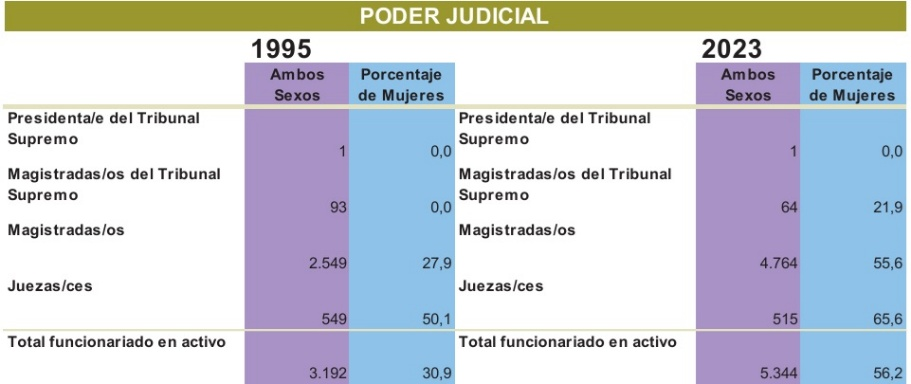 PODER JUDICIAL
1995 2023
Ambos Porcentaje Ambos Porcentaje
Sexos de Mujeres Sexos de Mujeres
Presidenta/e del Tribunal Presidenta/e del Tribunal
Supremo Supremo
1 0,0 1 0,0
Magistradas/os del Tribunal Magistradas/os del Tribunal
Supremo Supremo
93 0,0 64 21,9
Magistradas/os Magistradas/os
2.549 27,9 4.764 55,6
Juezas/ces Juezas/ces
549 50,1 515 65,6
Total funcionariado en activo Total funcionariado en activo
3.192 30,9 5.344 56,2